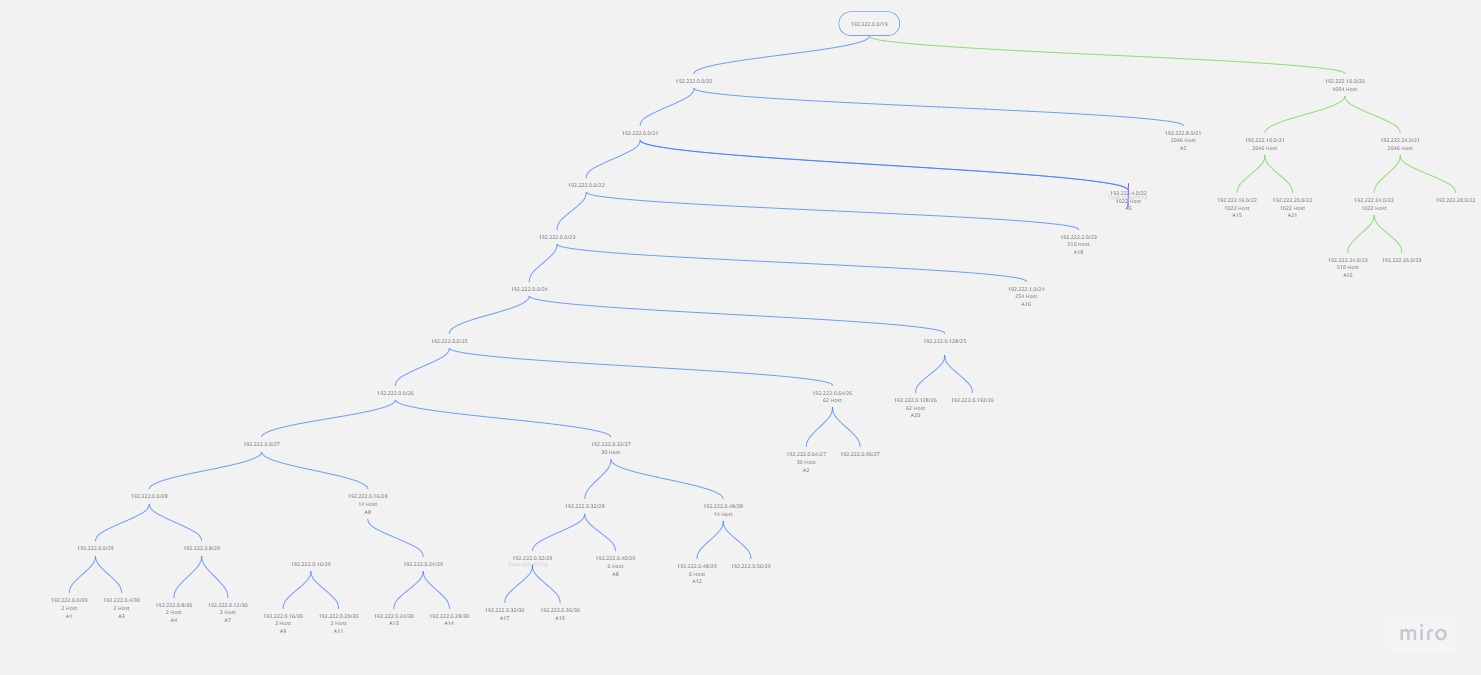 192.222.0.0/19
192.222.0.0/20
192.222.16.0/20
4094 Host
192.222.0.0/21
192.222.8.0/21
2046 Host
A5
192.222.16.0/21
2046 Host
192.222.24.0/21
2046 Host
192.222.0.0/22
192.222.4.0/22
1022 Host
192.222.16.0/22
1022 Host
A15
192.222.20.0/22
1022 Host
A21
192.222.24.0/22
1022 Host
192.222.28.0/22
192.222.0.0/23
192.222.2.0/23
510 Host
A18
192.222.24.0/23
510 Host
A10
192.222.26.0/23
192.222.0.0/24
192.222.1.0/24
254 Host
A16
192.222.0.0/25
192.222.0.128/25
192.222.0.0/26
192.222.0.64/26
62 Host
192.222.0.128/26
62 Host
A20
192.222.0.192/26
192.222.0.0/27
192.222.0.32/27
30 Host
192.222.0.64/27
30 Host
A2
192.222.0.96/27
192.222.0.0/28
192.222.0.16/28
14 Host
A8
192.222.0.32/28
192.222.0.48/28
14 Host
192.222.0.0/29
192.222.0.8/29
192.222.0.16/29
192.222.0.24/29
192.222.0.32/29
Type something
192.222.0.40/29
6 Host
A8
192.222.0.48/29
6 Host
A12
192.222.0.56/29
192.222.0.0/30
2 Host
A1
192.222.0.4/30
2 Host
A3
192.222.0.8/30
2 Host
A4
192.222.0.12/30
2 Host
A7
192.222.0.16/30
2 Host
A9
192.222.0.20/30
2 Host
A11
192.222.0.24/30
A13
192.222.0.28/30
A14
192.222.0.32/30
A17
192.222.0.36/30
A19
miro